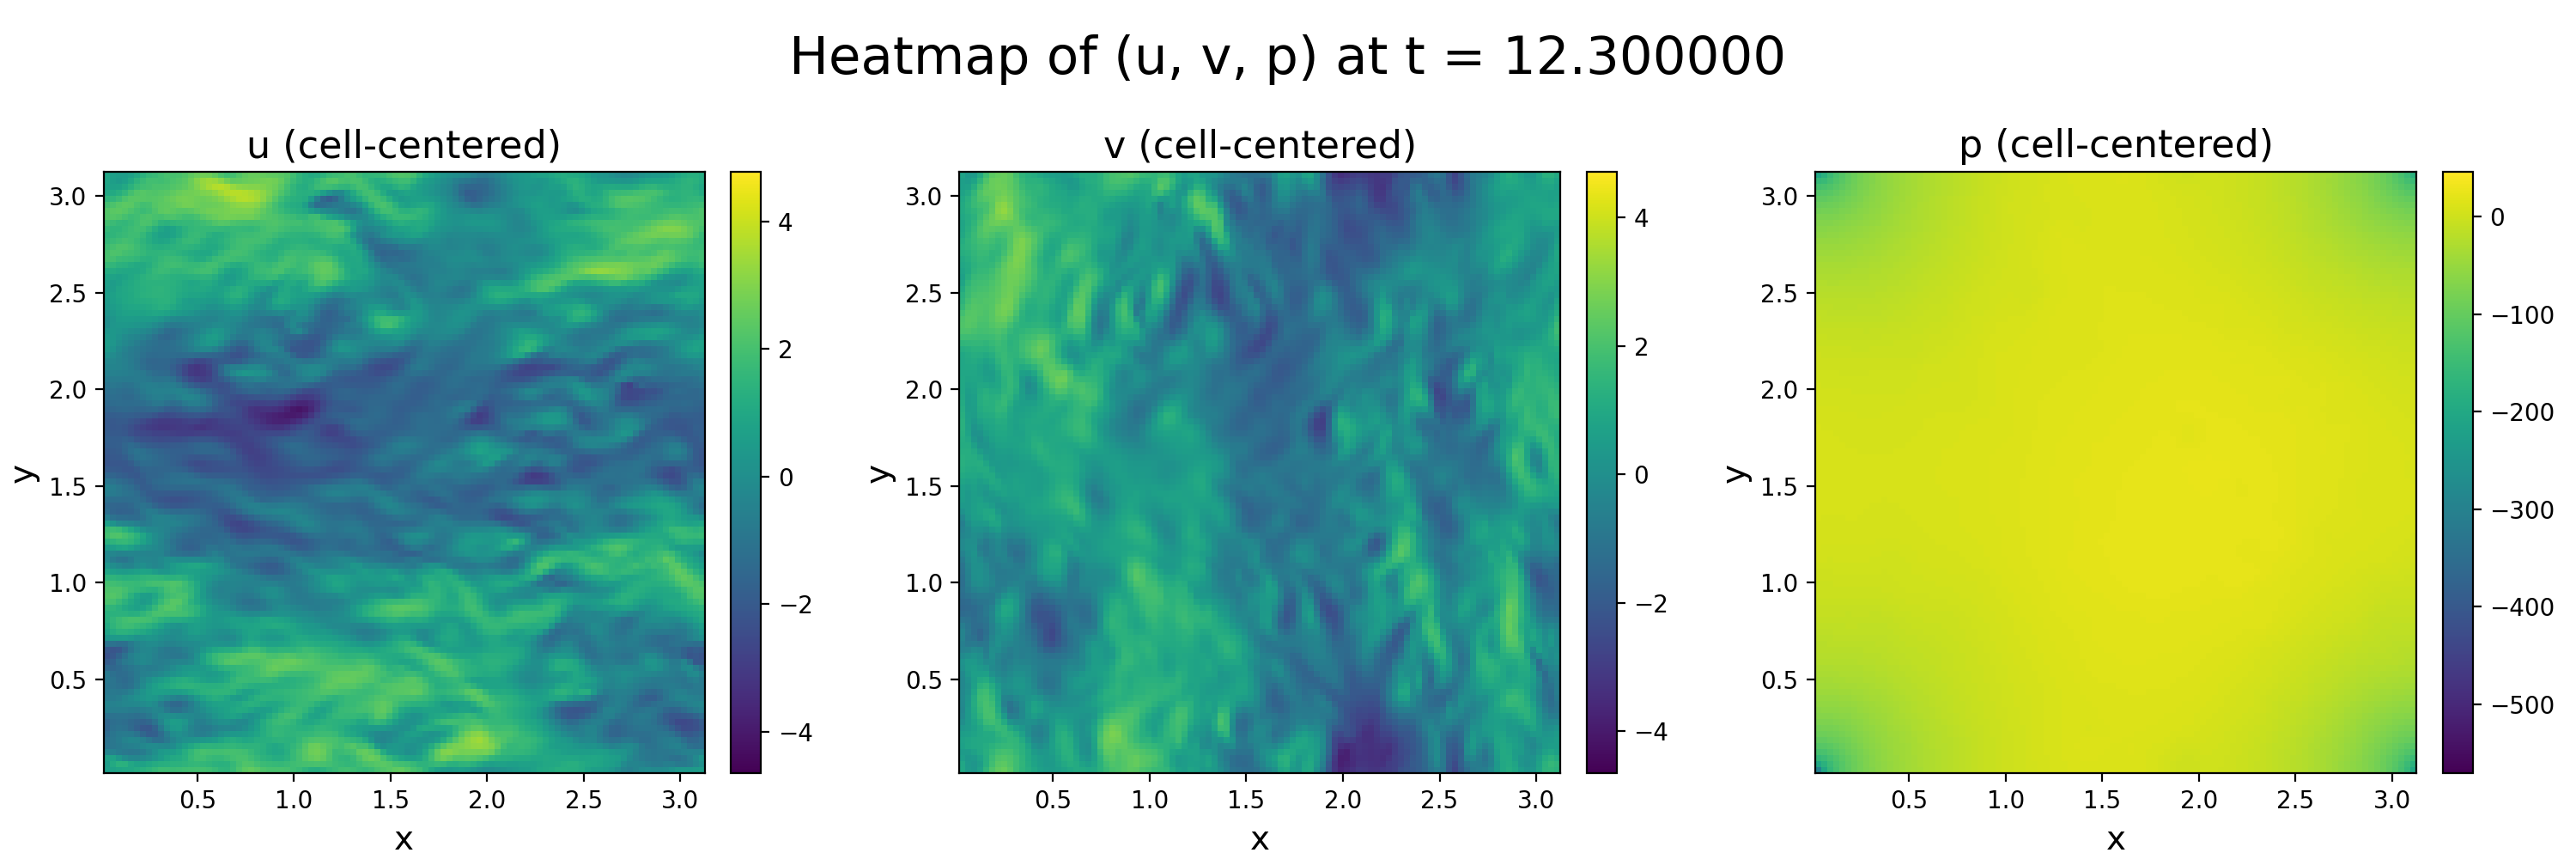 Heatmap of (u, v, p) at t = 12.300000
u (cell-centered)
3.0
2.5
2.0
1.5
1.0
0.5
y
0.5 1.0 1.5 2.0 2.5 3.0
x
4
2
0
−2
−4
v (cell-centered)
3.0
2.5
2.0
1.5
1.0
0.5
y
0.5 1.0 1.5 2.0 2.5 3.0
x
4
2
0
−2
−4
p (cell-centered)
3.0
2.5
2.0
1.5
1.0
0.5
y
0.5 1.0 1.5 2.0 2.5 3.0
x
0
−100
−200
−300
−400
−500